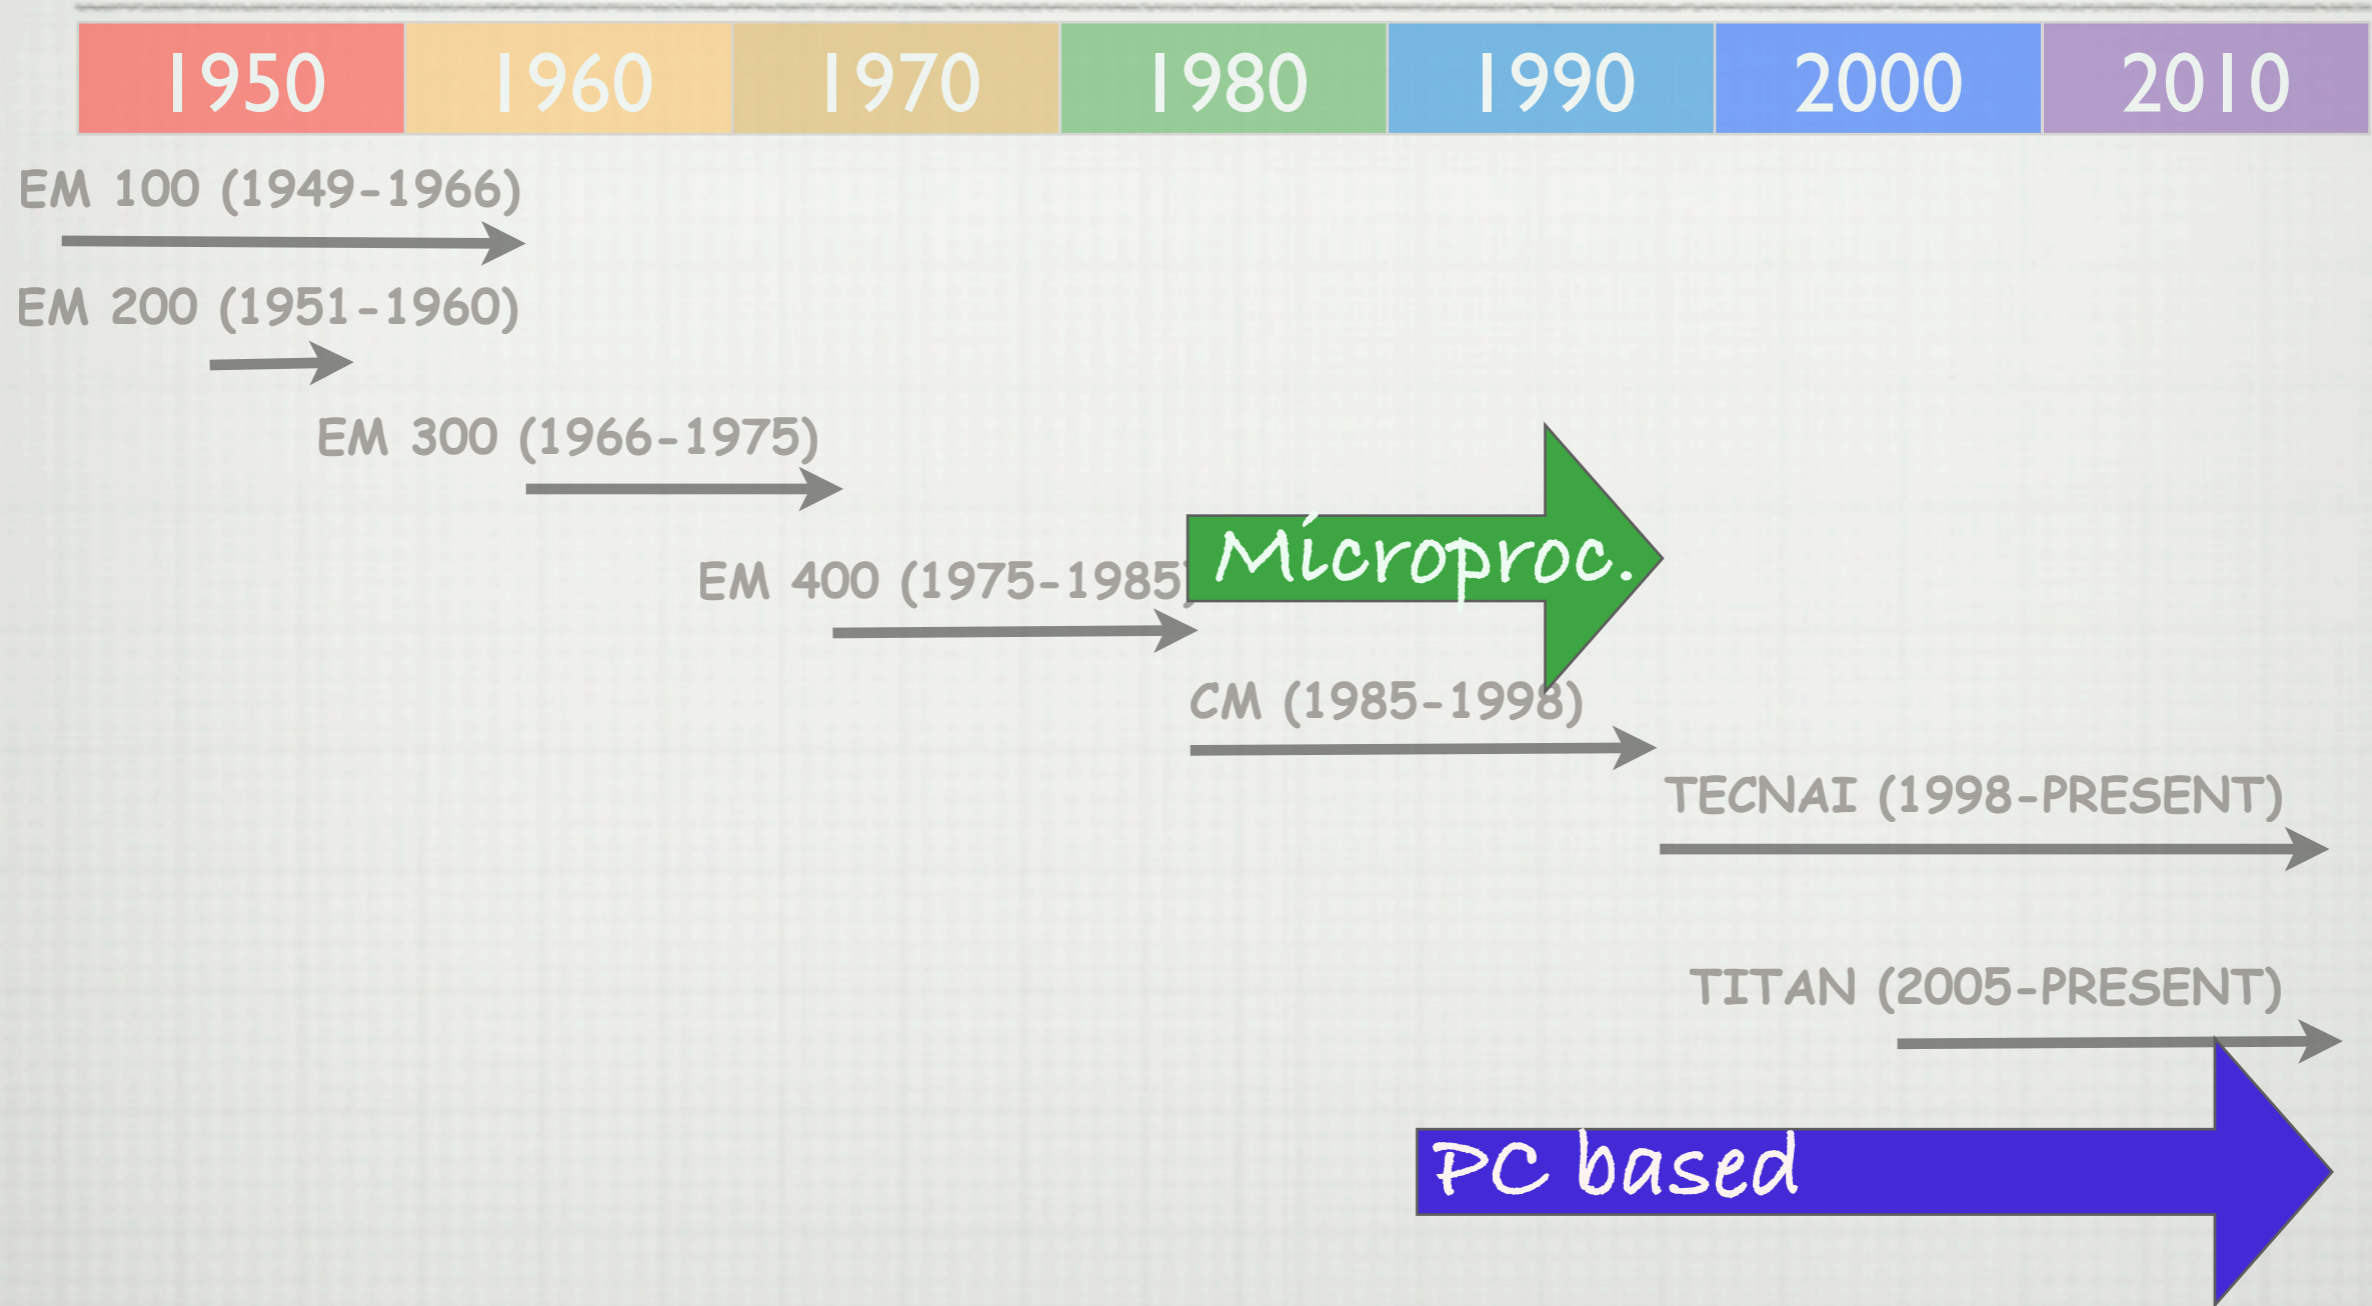 1950 1960 1970 1980 1990 2000 2010
EM 100 (1949-1966)
EM 200 (1951-1960)
EM 300 (1966-1975)
Microproc.
EM 400 (1975-1985)
CM (1985-1998)
TECNAI (1998-PRESENT)
TITAN (2005-PRESENT)
PC based